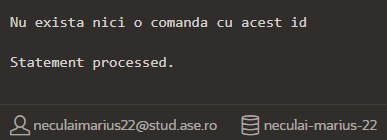 Nu exista nici o comanda cu acest id
Statement processed.
neculaimarius22@stud.ase.ro neculai-marius-22